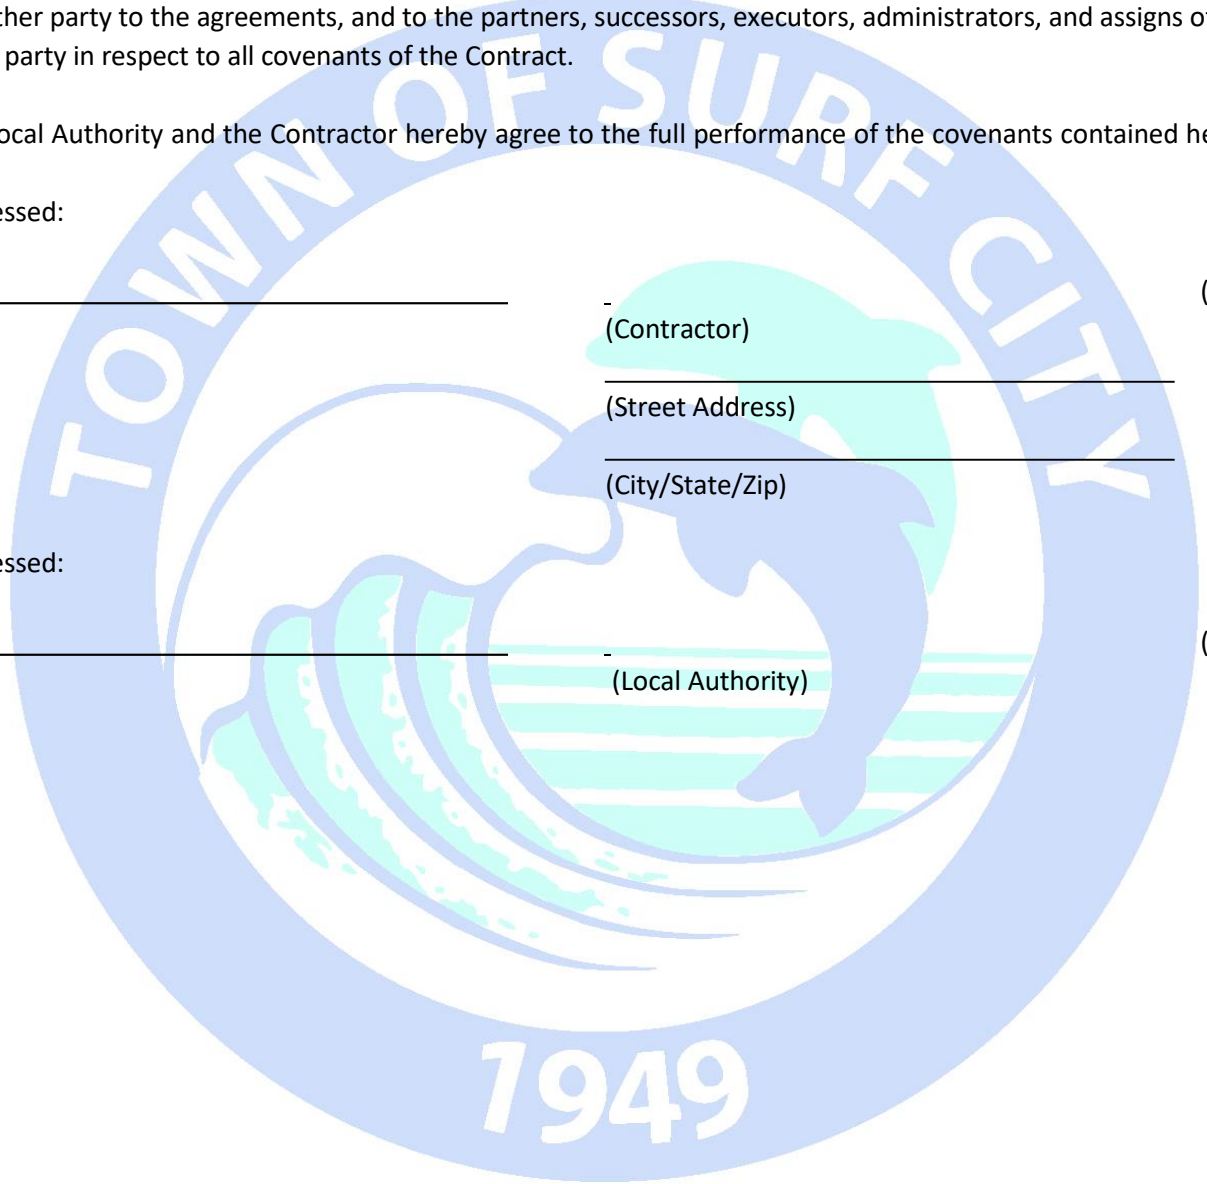 ther party to the agreements, and to the partners, successors, executors, administrators, and assigns of
party in respect to all covenants of the Contract.
ocal Authority and the Contractor hereby agree to the full performance of the covenants contained he
essed:
(
(Contractor)
(Street Address)
(City/State/Zip)
essed:
(
(Local Authority)
TOWN OF SURF CITY
1949